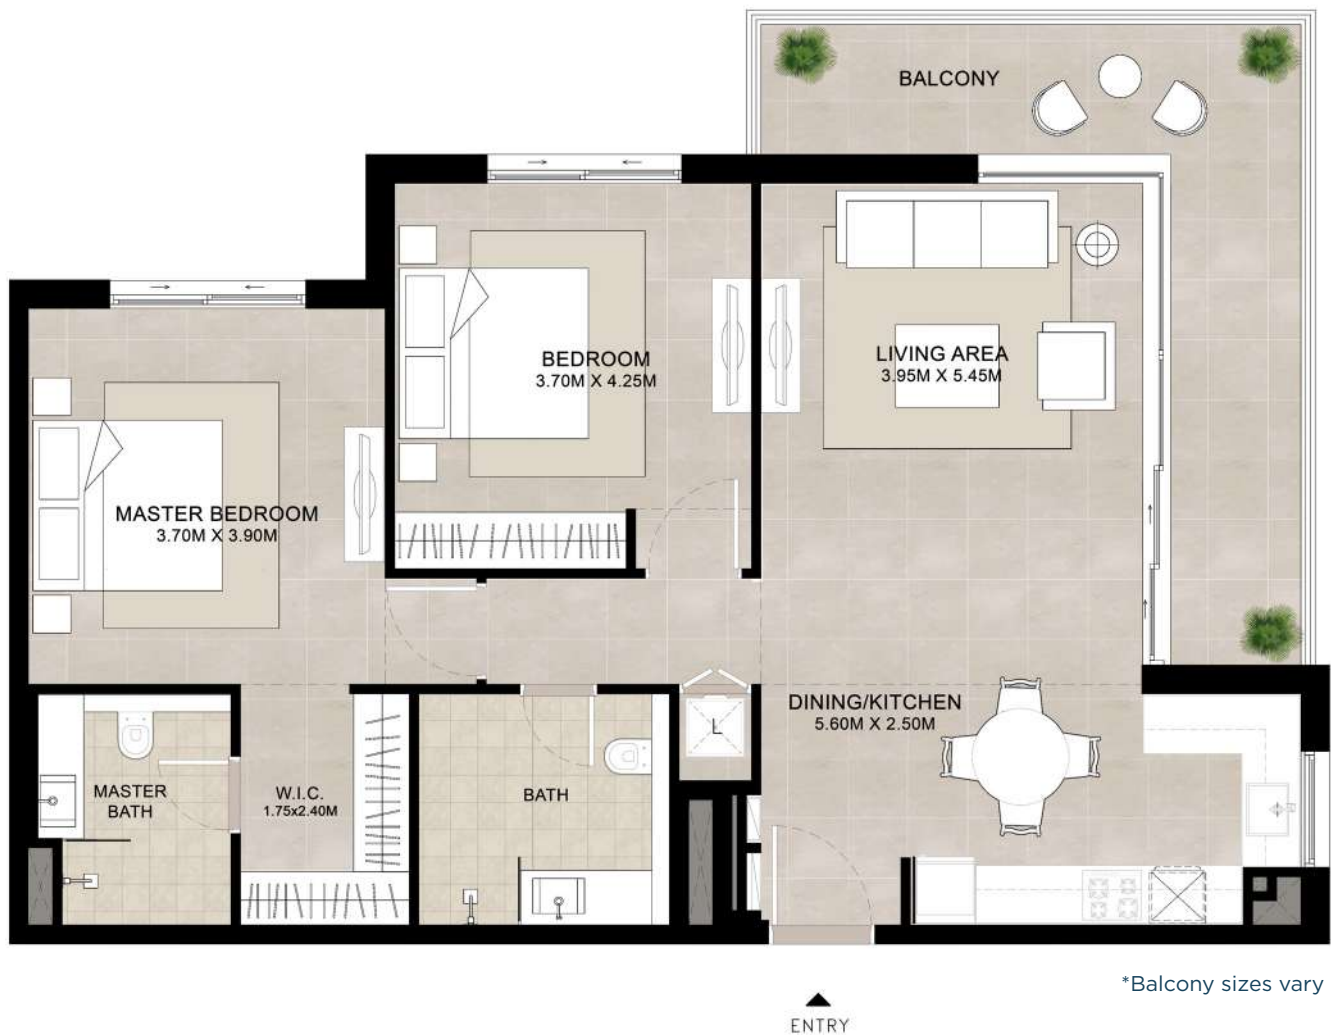 BALCONY
BEDROOM
3.70M X 4.25M
LIVING AREA
3.95M X 5.45M
MASTER BEDROOM
3.70M X 3.90M
DINING/KITCHEN
5.60M X 2.50M
L
MASTER
BATH
W.I.C.
1.75x2.40M
BATH
*Balcony sizes vary
ENTRY